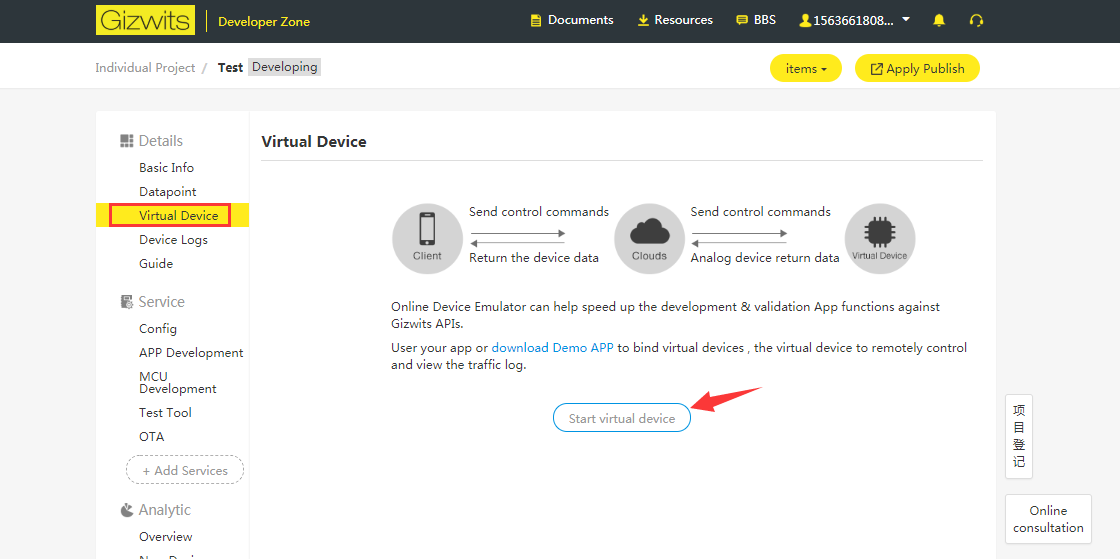 Gizwits Developer Zone Documents Resources BBS 1563661808...
Individual Project / Test Developing items Apply Publish
Details
Basic Info
Datapoint
Virtual Device
Device Logs
Guide
Service
Config
APP Development
MCU
Development
Test Tool
OTA
+ Add Services
Analytic
Overview
Virtual Device
Send control commands
Send control commands
Client
Clouds
Virtual Device
Return the device data
Analog device return data
Online Device Emulator can help speed up the development & validation App functions against
Gizwits APIs.
User your app or download Demo APP to bind virtual devices , the virtual device to remotely control
and view the traffic log.
Start virtual device
项
目
登
记
Online
consultation